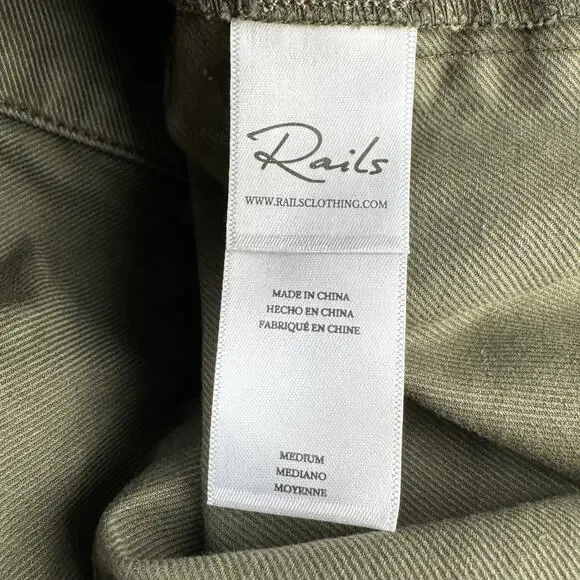 Rails
WWW.RAILSCLOTHING.COM
MADE IN CHINA
HECHO EN CHINA
FABRIQUÉ EN CHINE
MEDIUM
MEDIANO
MOYENNE